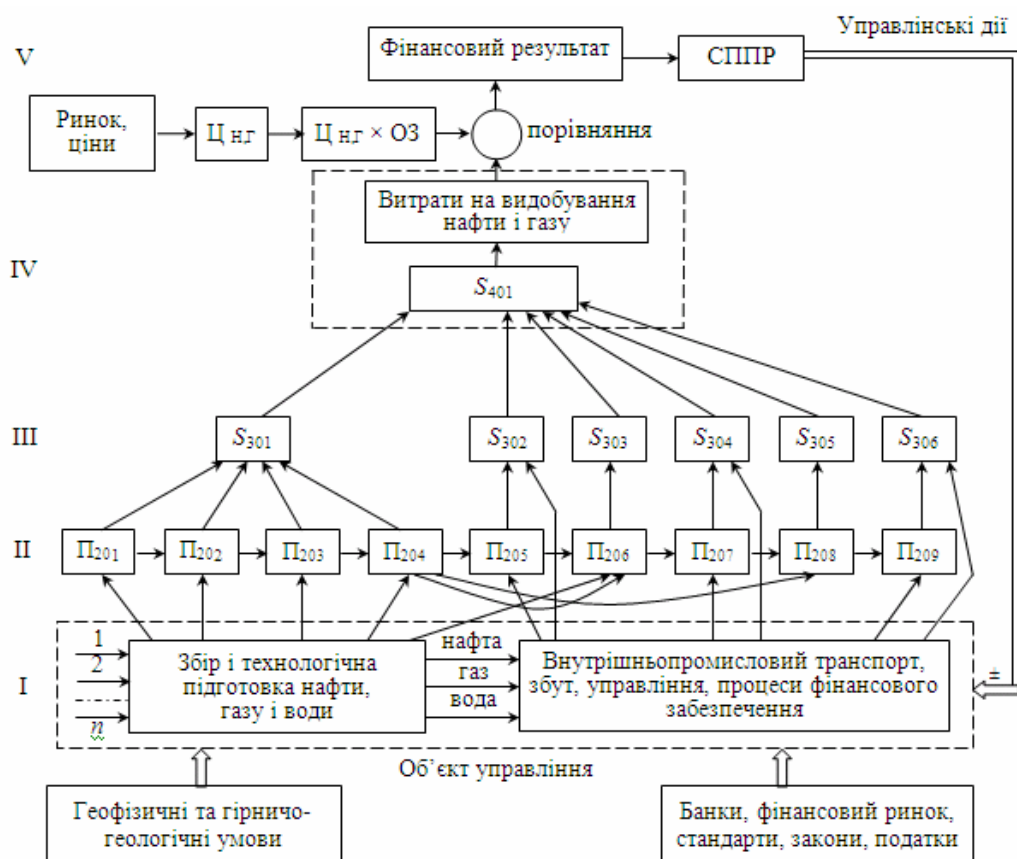 Управлінські дії
V
Фінансовий результат
СППР
Ринок,
ціни
Ц н,г
Ц н,г × ОЗ
порівняння
Витрати на видобування
нафти і газу
IV
S401
III
S301
S302
S303
S304
S305
S306
II
П201
П202
П203
П204
П205
П206
П207
П208
П209
I
1
2
n
Збір і технологічна
підготовка нафти,
газу і води
нафта
газ
вода
Внутрішньопромисловий транспорт,
збут, управління, процеси фінансового
забезпечення
±
Об’єкт управління
Геофізичні та гірничо-
геологічні умови
Банки, фінансовий ринок,
стандарти, закони, податки